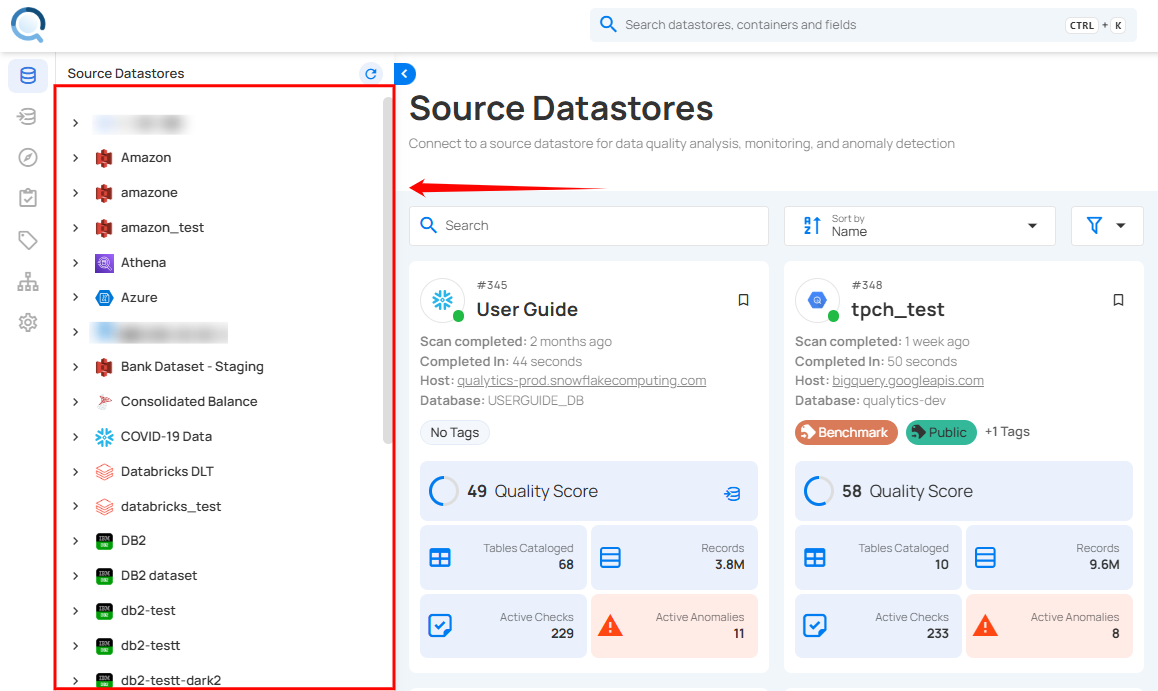 Search datastores, containers and fields
CTRL + K
Source Datastores
Amazon
amazone
amazon_test
Athena
Azure
Bank Dataset - Staging
Consolidated Balance
COVID-19 Data
Databricks DLT
databricks_test
DB2
DB2 dataset
db2-test
db2-testt
db2-testt-dark2
Source Datastores
Connect to a source datastore for data quality analysis, monitoring, and anomaly detection
Search
Sort by
Name
#345
User Guide
Scan completed: 2 months ago
Completed In: 44 seconds
Host: qualytics-prod.snowflakecomputing.com
Database: USERGUIDE_DB
No Tags
49 Quality Score
Tables Cataloged
68
Records
3.8M
Active Checks
229
Active Anomalies
11
#348
tpch_test
Scan completed: 1 week ago
Completed In: 50 seconds
Host: bigquery.googleapis.com
Database: qualytics-dev
Benchmark Public +1 Tags
58 Quality Score
Tables Cataloged
10
Records
9.6M
Active Checks
233
Active Anomalies
8